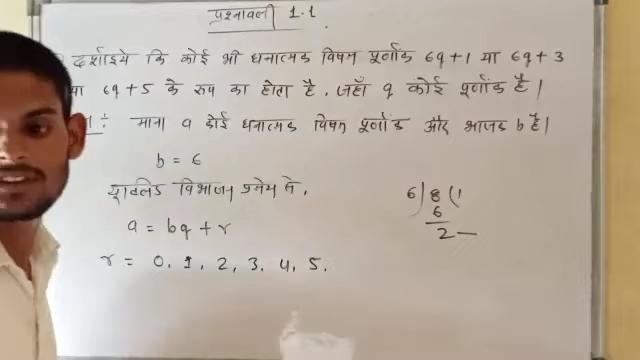 प्रश्नावली 1.1
दर्शाइये कि कोई भी धनात्मक विषम पूर्णांक 6q+1 या 6q+3
या 6q+5 के रूप का होता है, जहाँ q कोई पूर्णांक है।
माना a कोई धनात्मक विषम पूर्णांक और भाजक b है।
b = 6
यूक्लिड विभाजन प्रमेय से,
6)8(1
6
2
a = bq + r
r = 0, 1, 2, 3, 4, 5.